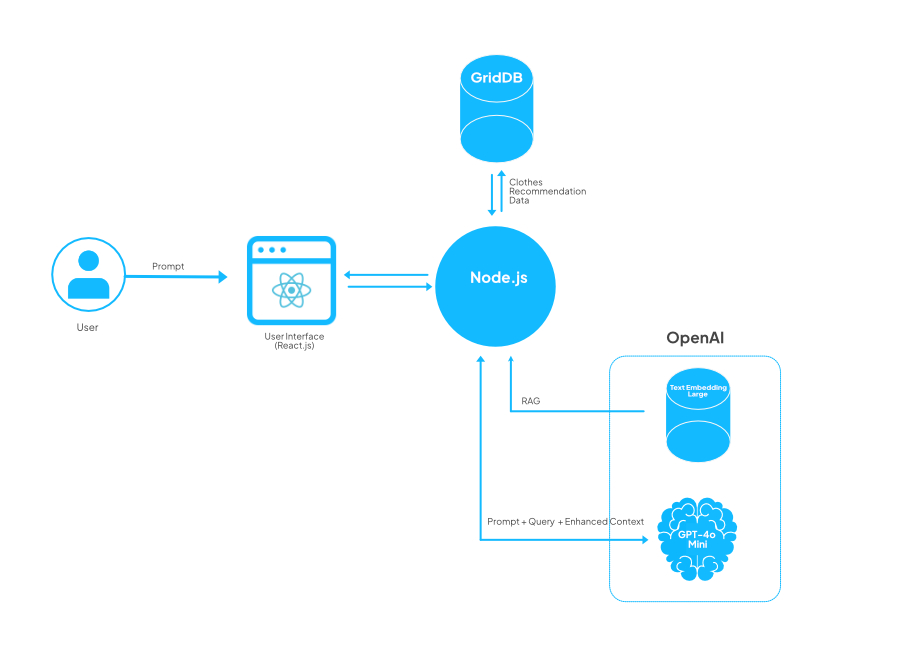 GridDB
Clothes
Recommendation
Data
Prompt
Node.js
User
User Interface
(React.js)
OpenAI
Text Embedding
Large
RAG
Prompt + Query + Enhanced Context
GPT-4o
Mini